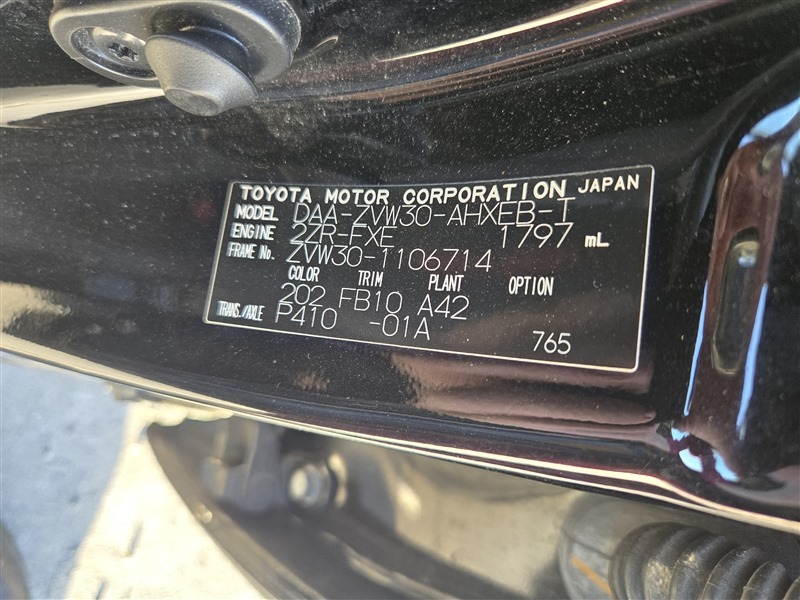 TOYOTA MOTOR CORPORATION JAPAN
MODEL DAA-ZVW30-AHXEB-T
ENGINE 2ZR-FXE 1797 mL
FRAME No. ZVW30-1106714
COLOR TRIM PLANT OPTION
202 FB10 A42
TRANS./AXLE P410 -01A
765